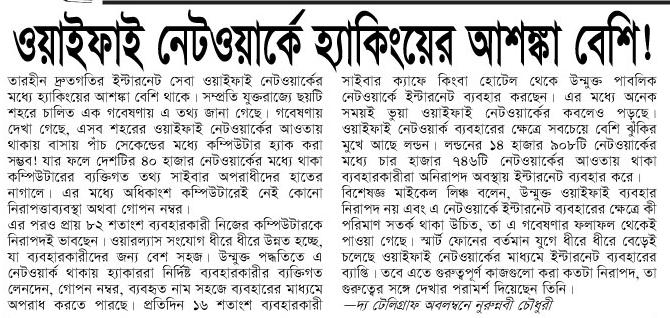 ওয়াইফাই নেটওয়ার্কে হ্যাকিংয়ের আশঙ্কা বেশি!
তারহীন দ্রুতগতির ইন্টারনেট সেবা ওয়াইফাই নেটওয়ার্কের
মধ্যে হ্যাকিংয়ের আশঙ্কা বেশি থাকে। সম্প্রতি যুক্তরাজ্যে ছয়টি
শহরে চালিত এক গবেষণায় এ তথ্য জানা গেছে। গবেষণায়
দেখা গেছে, এসব শহরের ওয়াইফাই নেটওয়ার্কের আওতায়
থাকায় বাসায় পাঁচ সেকেন্ডের মধ্যে কম্পিউটার হ্যাক করা
সম্ভব! যার ফলে দেশটির ৪০ হাজার নেটওয়ার্কের মধ্যে থাকা
কম্পিউটারের ব্যক্তিগত তথ্য সাইবার অপরাধীদের হাতের
নাগালে। এর মধ্যে অধিকাংশ কম্পিউটারেই নেই কোনো
নিরাপত্তাব্যবস্থা অথবা গোপন নম্বর।
এর পরও প্রায় ৮২ শতাংশ ব্যবহারকারী নিজের কম্পিউটারকে
নিরাপদই ভাবছেন। ওয়ারল্যাস সংযোগ ধীরে ধীরে উন্নত হচ্ছে,
যা ব্যবহারকারীদের জন্য বেশ সহজ। উন্মুক্ত পদ্ধতিতে এ
নেটওয়ার্ক থাকায় হ্যাকাররা নির্দিষ্ট ব্যবহারকারীর ব্যক্তিগত
লেনদেন, গোপন নম্বর, ব্যবহৃত নাম সহজে ব্যবহারের মাধ্যমে
অপরাধ করতে পারছে। প্রতিদিন ১৬ শতাংশ ব্যবহারকারী
সাইবার ক্যাফে কিংবা হোটেল থেকে উন্মুক্ত পাবলিক
নেটওয়ার্কে ইন্টারনেট ব্যবহার করছেন। এর মধ্যে অনেক
সময়ই ভুয়া ওয়াইফাই নেটওয়ার্কের কবলেও পড়ছে।
ওয়াইফাই নেটওয়ার্ক ব্যবহারের ক্ষেত্রে সবচেয়ে বেশি ঝুঁকির
মুখে আছে লন্ডন। লন্ডনের ১৪ হাজার ৯০৮টি নেটওয়ার্কের
মধ্যে চার হাজার ৭৪৬টি নেটওয়ার্কের আওতায় থাকা
ব্যবহারকারীরা অনিরাপদ অবস্থায় ইন্টারনেট ব্যবহার করে।
বিশেষজ্ঞ মাইকেল লিঞ্চ বলেন, উন্মুক্ত ওয়াইফাই ব্যবহার
নিরাপদ নয় এবং এ নেটওয়ার্কে ইন্টারনেট ব্যবহারের ক্ষেত্রে কী
পরিমাণ সতর্ক থাকা উচিত, তা এ গবেষণার ফলাফল থেকেই
পাওয়া গেছে। স্মার্ট ফোনের বর্তমান যুগে ধীরে ধীরে বেড়েই
চলেছে ওয়াইফাই নেটওয়ার্কের মাধ্যমে ইন্টারনেট ব্যবহারের
ব্যাপ্তি। তবে এতে গুরুত্বপূর্ণ কাজগুলো করা কতটা নিরাপদ, তা
গুরুত্বের সঙ্গে দেখার পরামর্শ দিয়েছেন তিনি।
—দ্য টেলিগ্রাফ অবলম্বনে নুরুন্নবী চৌধুরী